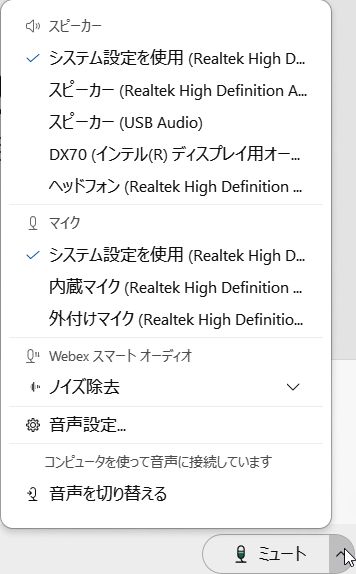 スピーカー
システム設定を使用 (Realtek High D...
スピーカー (Realtek High Definition A...
スピーカー (USB Audio)
DX70 (インテル(R) ディスプレイ用オー...
ヘッドフォン (Realtek High Definition ...
マイク
システム設定を使用 (Realtek High D...
内蔵マイク (Realtek High Definition ...
外付けマイク (Realtek High Definitio...
Webex スマート オーディオ
ノイズ除去
音声設定...
コンピュータを使って音声に接続しています
音声を切り替える
ミュート